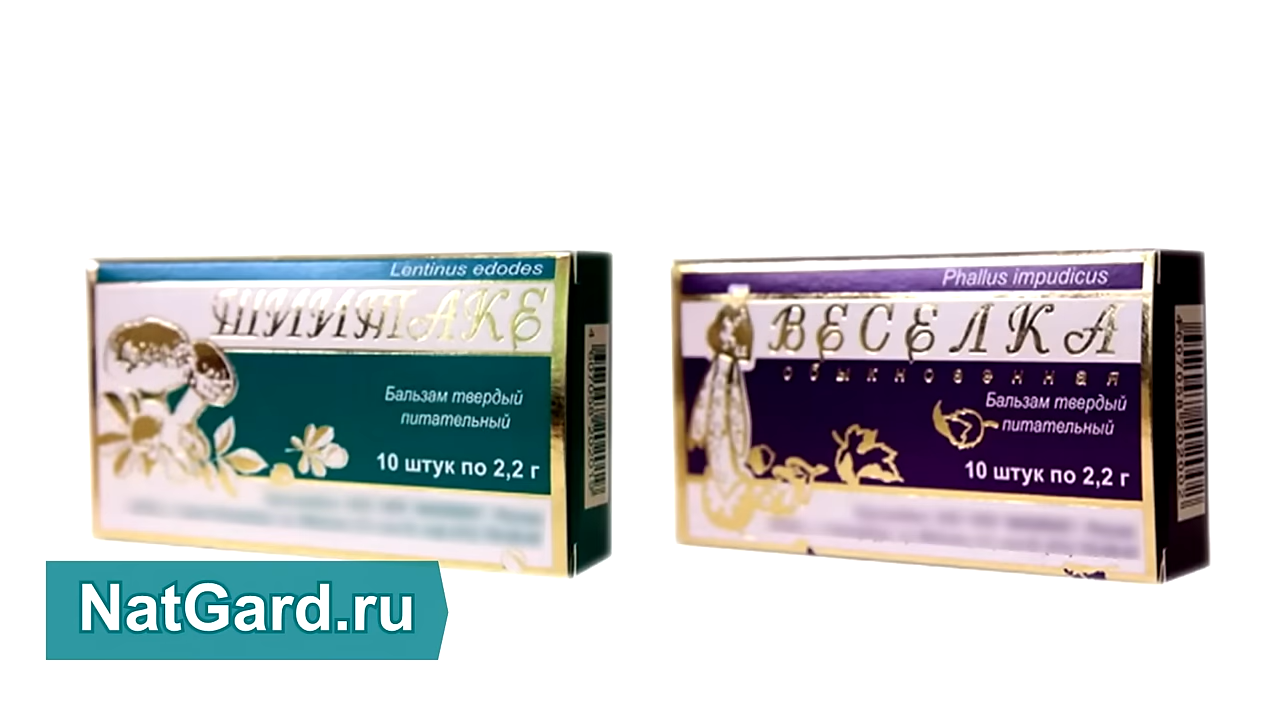 Lentinus edodes
ШИИТАКЕ
Бальзам твердый
питательный
10 штук по 2,2 г
Phallus impudicus
ВЕСЕЛКА
обыкновенная
Бальзам твердый
питательный
10 штук по 2,2 г
NatGard.ru